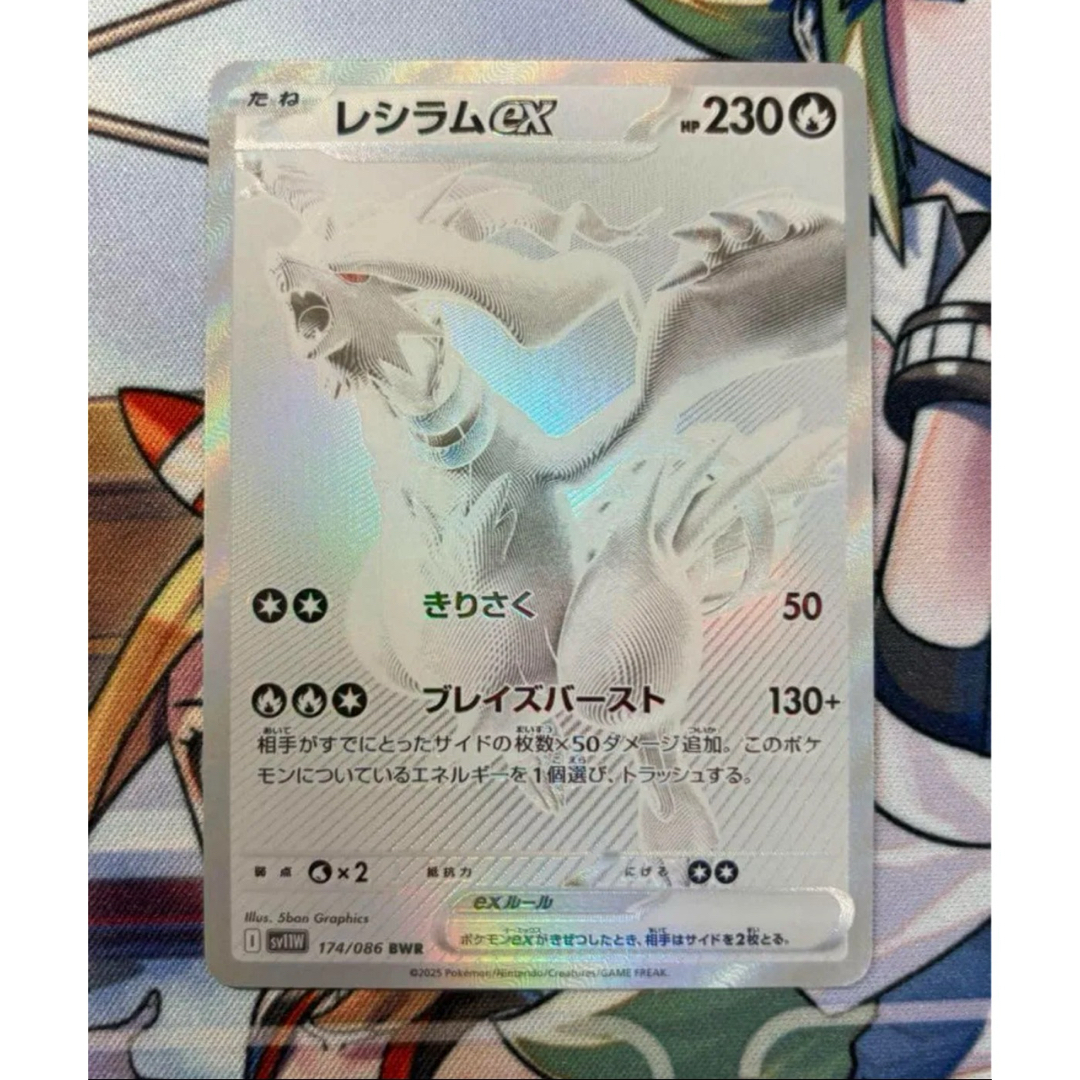 たね レシラムex HP 230
きりさく 50
ブレイズバースト 130+
相手がすでにとったサイドの枚数×50ダメージ追加。このポケ
モンについているエネルギーを1個選び、トラッシュする。
弱点 ×2 抵抗力 にげる
exルール
ポケモンexがきぜつしたとき、相手はサイドを2枚とる。
Illus. 5ban Graphics
I sv11W 174/086 BWR
©2025 Pokémon/Nintendo/Creatures/GAME FREAK.